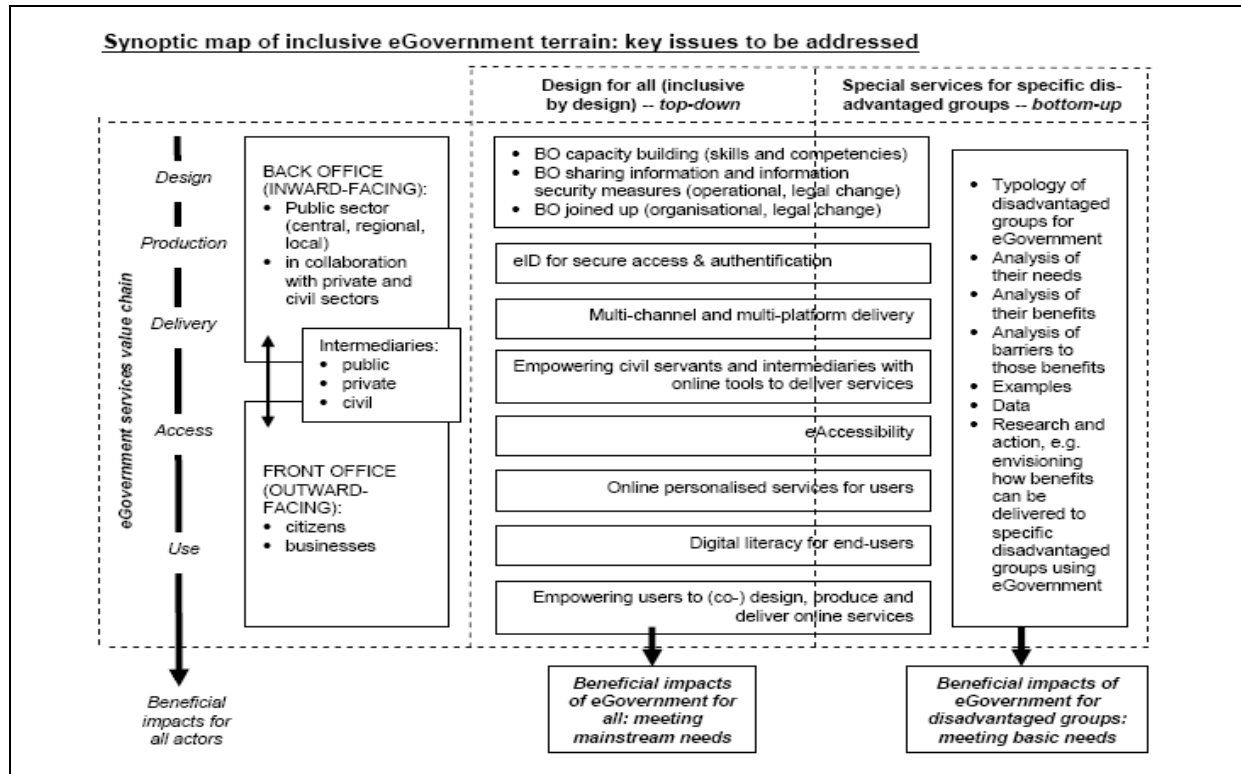 Synoptic map of inclusive eGovernment terrain: key issues to be addressed
Design for all (inclusive
by design) -- top-down
Special services for specific dis-
advantaged groups -- bottom-up
eGovernment services value chain
Design
Production
Delivery
Access
Use
Beneficial
impacts for
all actors
BACK OFFICE
(INWARD-FACING):
• Public sector
(central, regional,
local)
• in collaboration
with private and
civil sectors
Intermediaries:
• public
• private
• civil
FRONT OFFICE
(OUTWARD-
FACING):
• citizens
• businesses
• BO capacity building (skills and competencies)
• BO sharing information and information
security measures (operational, legal change)
• BO joined up (organisational, legal change)
eID for secure access & authentification
Multi-channel and multi-platform delivery
Empowering civil servants and intermediaries with
online tools to deliver services
eAccessibility
Online personalised services for users
Digital literacy for end-users
Empowering users to (co-) design, produce and
deliver online services
Beneficial impacts
of eGovernment for
all: meeting
mainstream needs
• Typology of
disadvantaged
groups for
eGovernment
• Analysis of
their needs
• Analysis of
their benefits
• Analysis of
barriers to
those benefits
• Examples
• Data
• Research and
action, e.g.
envisioning
how benefits
can be
delivered to
specific
disadvantaged
groups using
eGovernment
Beneficial impacts of
eGovernment for
disadvantaged groups:
meeting basic needs